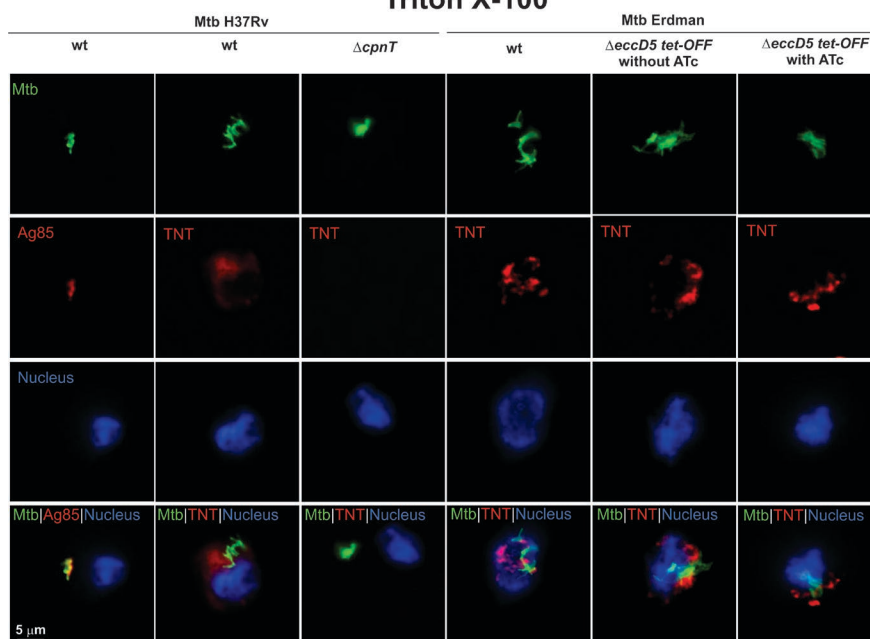 Triton X-100
Mtb H37Rv
Mtb Erdman
wt
wt
ΔcpnT
wt
ΔeccD5 tet-OFF
without ATc
ΔeccD5 tet-OFF
with ATc
Mtb
Ag85
TNT
TNT
TNT
TNT
TNT
Nucleus
Mtb|Ag85|Nucleus
Mtb|TNT|Nucleus
Mtb|TNT|Nucleus
Mtb|TNT|Nucleus
Mtb|TNT|Nucleus
Mtb|TNT|Nucleus
5 μm